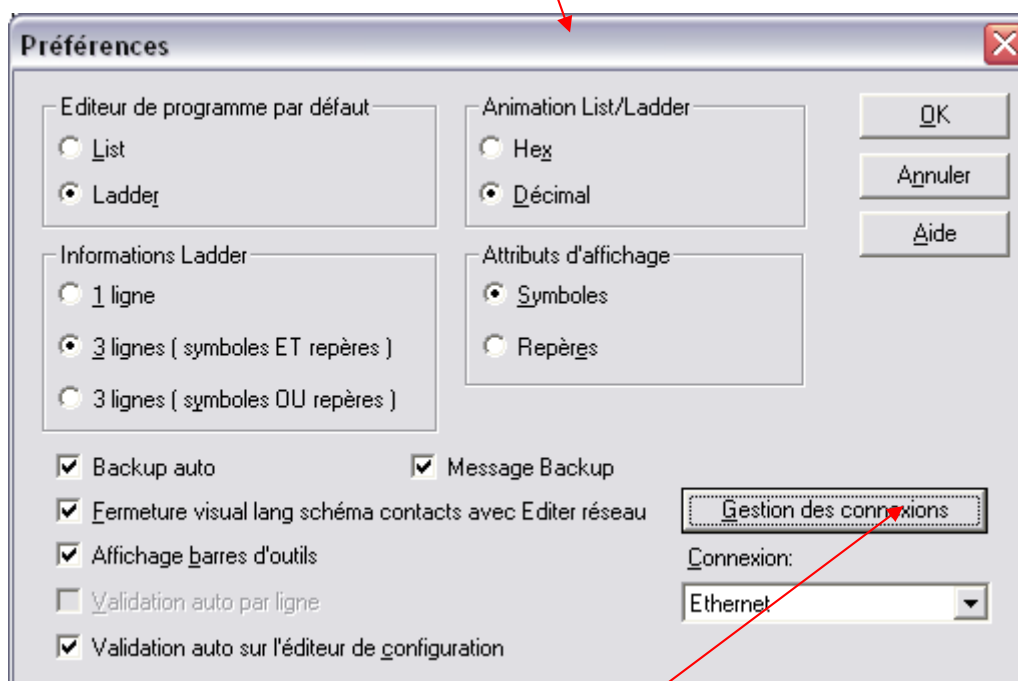 Préférences
Editeur de programme par défaut
List
Ladder
Animation List/Ladder
Hex
Décimal
OK
Annuler
Aide
Informations Ladder
1 ligne
3 lignes ( symboles ET repères )
3 lignes ( symboles OU repères )
Attributs d'affichage
Symboles
Repères
Backup auto
Message Backup
Fermeture visual lang schéma contacts avec Editer réseau
Gestion des connexions
Affichage barres d'outils
Connexion:
Validation auto par ligne
Ethernet
Validation auto sur l'éditeur de configuration